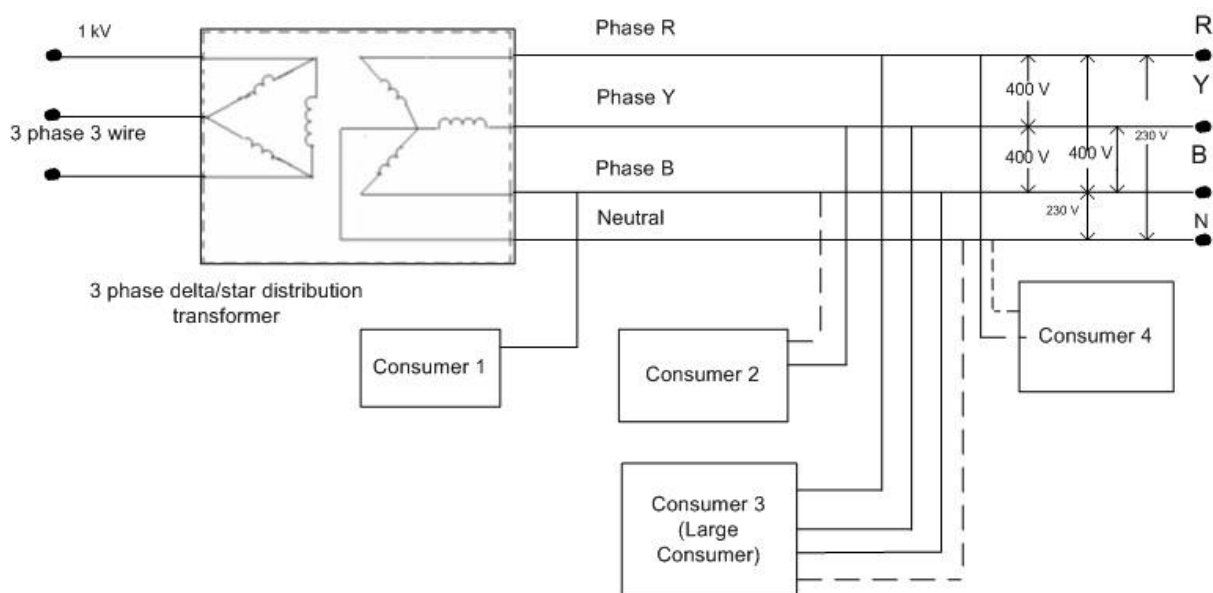 1 kV
3 phase 3 wire
3 phase delta/star distribution
transformer
Phase R
Phase Y
Phase B
Neutral
400 V
400 V
400 V
230 V
230 V
R
Y
B
N
Consumer 1
Consumer 2
Consumer 3
(Large
Consumer)
Consumer 4